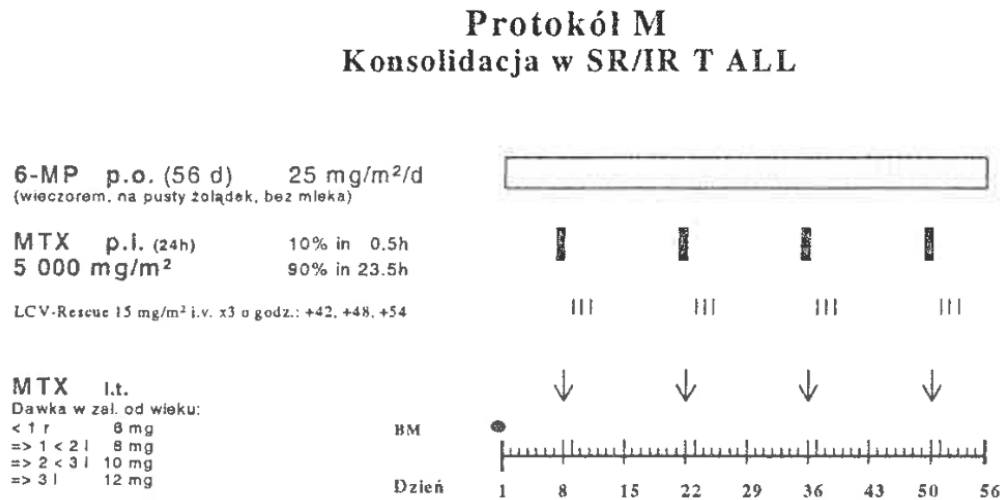 Protokół M
Konsolidacja w SR/IR T ALL
6-MP p.o. (56 d) 25 mg/m²/d
(wieczorem, na pusty żołądek, bez mleka)
MTX p.i. (24h) 10% in 0.5h
5 000 mg/m² 90% in 23.5h
LCV-Rescue 15 mg/m² i.v. x3 o godz.: +42, +48, +54
MTX i.t.
Dawka w zal. od wieku:
< 1 r 6 mg
=> 1 < 2 l 8 mg
=> 2 < 3 l 10 mg
=> 3 l 12 mg
BM
Dzień 1 8 15 22 29 36 43 50 56